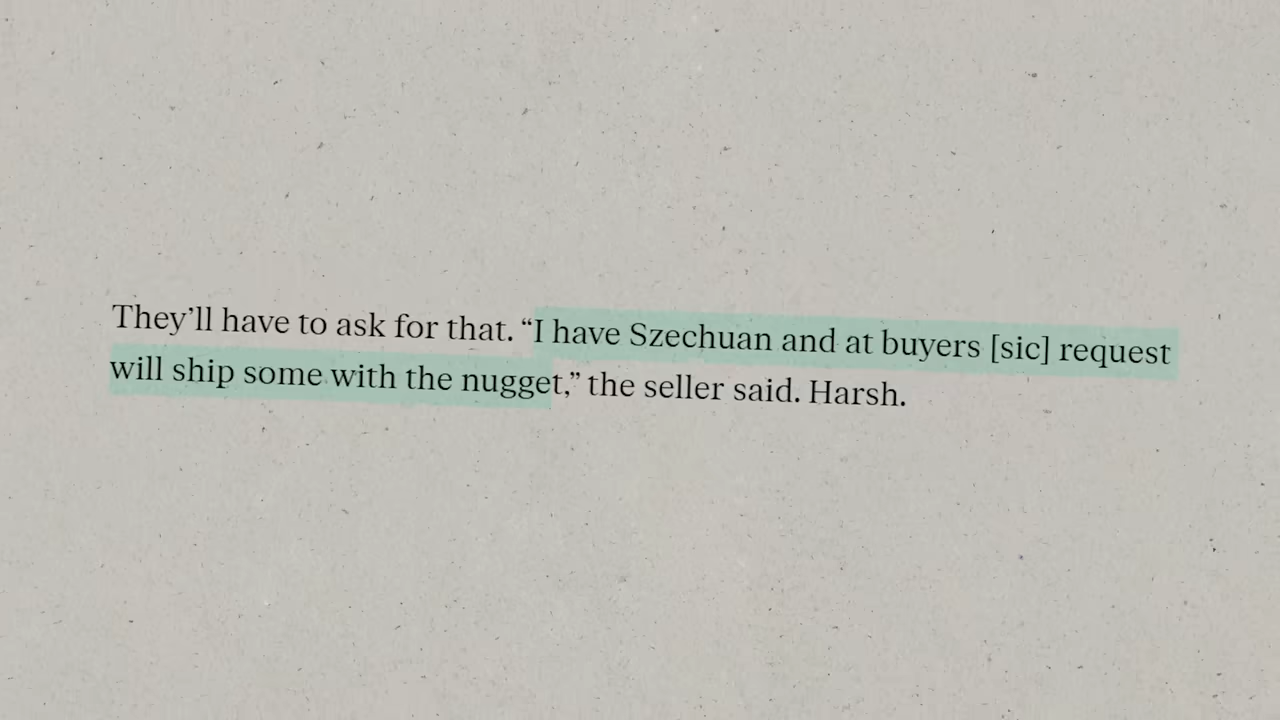 They’ll have to ask for that. “I have Szechuan and at buyers [sic] request
will ship some with the nugget,” the seller said. Harsh.